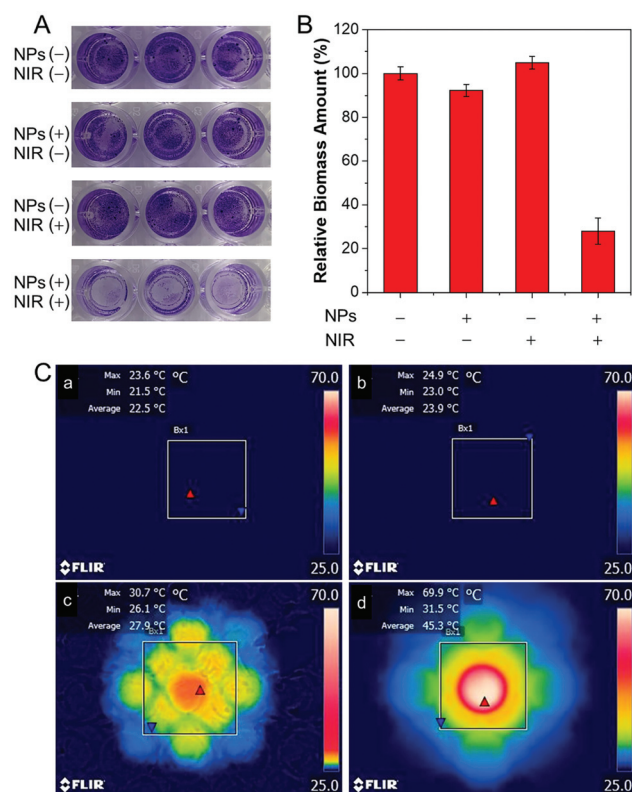 A
NPs (−)
NIR (−)
NPs (+)
NIR (−)
NPs (−)
NIR (+)
NPs (+)
NIR (+)
B
Relative Biomass Amount (%)
120
100
80
60
40
20
0
NPs − + − +
NIR − − + +
C
a
Max 23.6 °C °C
Min 21.5 °C
Average 22.5 °C
Bx1
70.0
25.0
FLIR
b
Max 24.9 °C °C
Min 23.0 °C
Average 23.9 °C
Bx1
70.0
25.0
FLIR
c
Max 30.7 °C °C
Min 26.1 °C
Average 27.9 °C
Bx1
70.0
25.0
FLIR
d
Max 69.9 °C °C
Min 31.5 °C
Average 45.3 °C
Bx1
70.0
25.0
FLIR